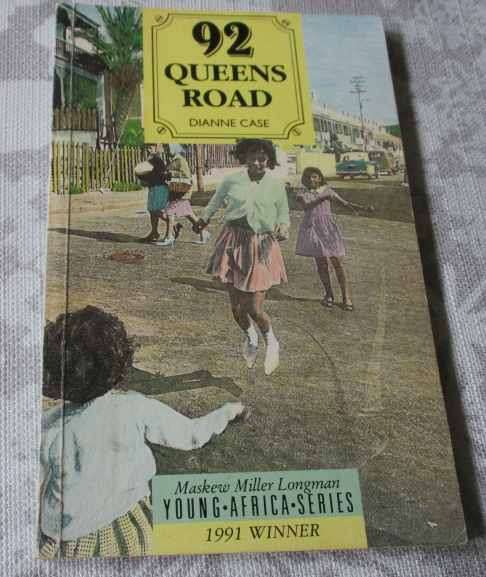 92
QUEENS
ROAD
DIANNE CASE
Maskew Miller Longman
YOUNG•AFRICA•SERIES
1991 WINNER